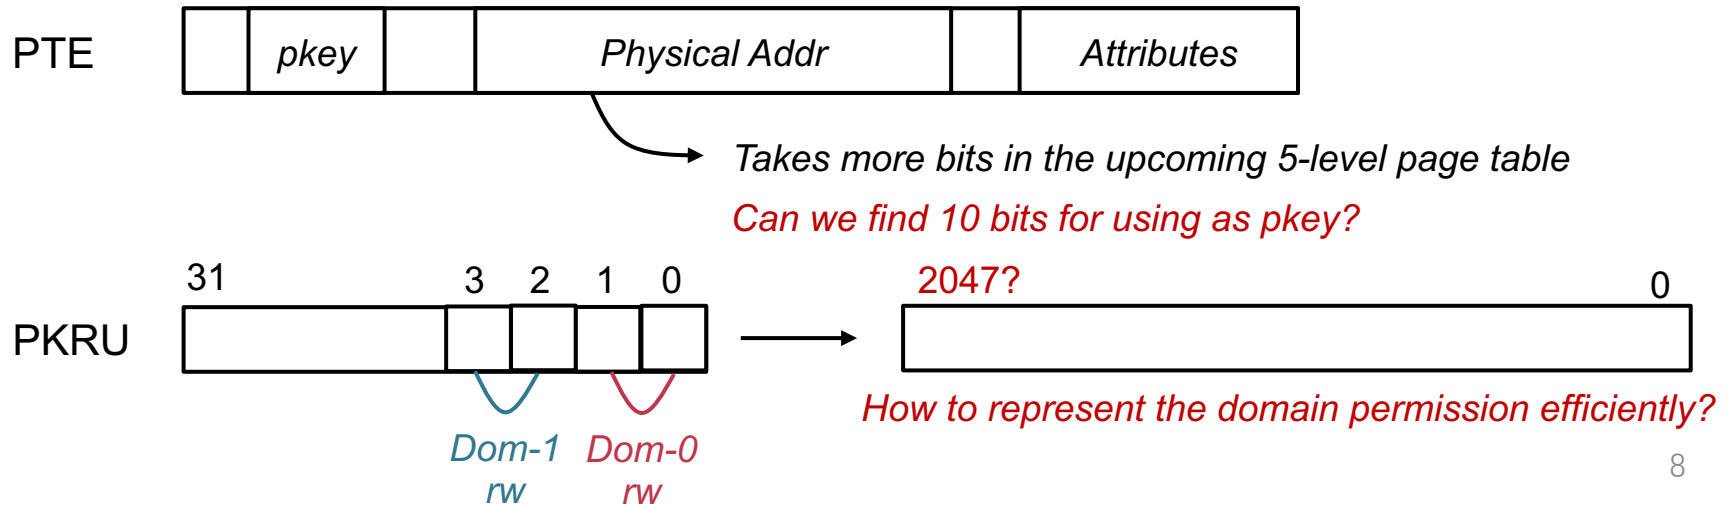 PTE
pkey
Physical Addr
Attributes
Takes more bits in the upcoming 5-level page table
Can we find 10 bits for using as pkey?
31 3 2 1 0
2047? 0
PKRU
How to represent the domain permission efficiently?
Dom-1 Dom-0
rw rw
8